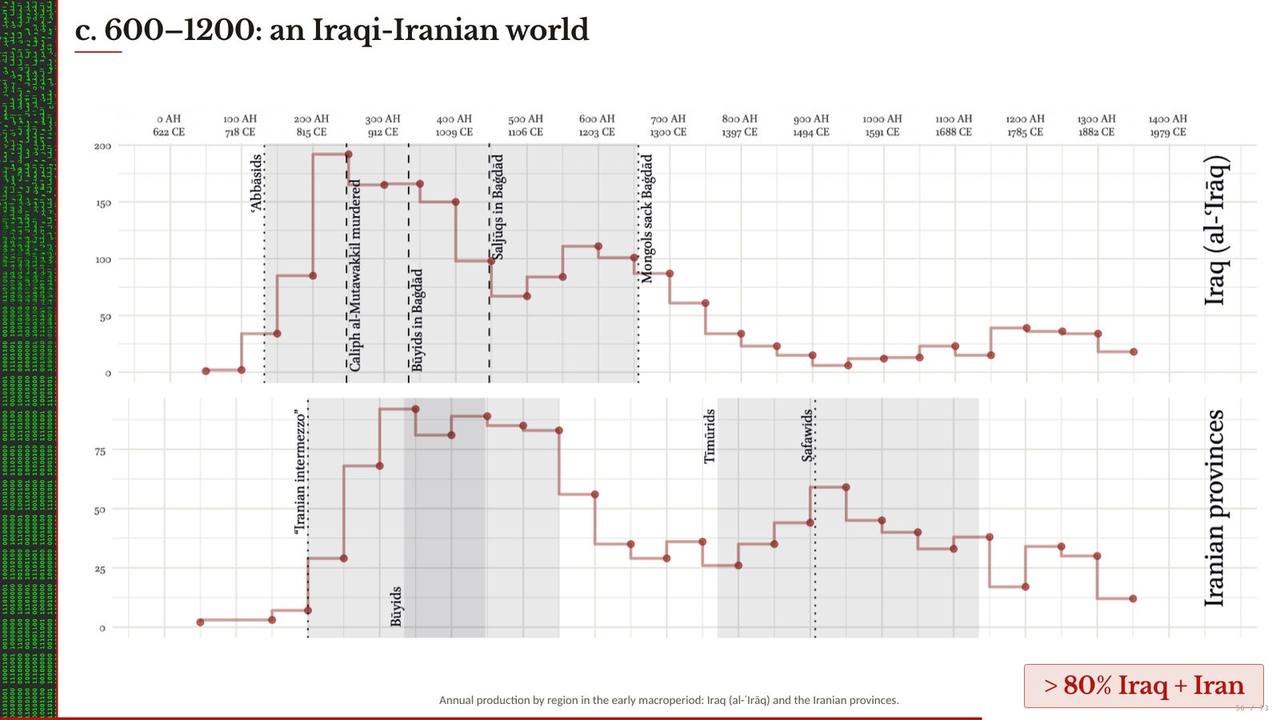 c. 600–1200: an Iraqi-Iranian world
0 AH 100 AH 200 AH 300 AH 400 AH 500 AH 600 AH 700 AH 800 AH 900 AH 1000 AH 1100 AH 1200 AH 1300 AH 1400 AH
622 CE 718 CE 815 CE 912 CE 1009 CE 1106 CE 1203 CE 1300 CE 1397 CE 1494 CE 1591 CE 1688 CE 1785 CE 1882 CE 1979 CE
200
150
100
50
0
ʿAbbāsids
Caliph al-Mutawakkil murdered
Būyids in Baġdād
Salǧūqs in Baġdād
Mongols sack Baġdād
Iraq (al-ʿIrāq)
75
50
25
0
"Iranian intermezzo"
Būyids
Tīmūrids
Ṣafawids
Iranian provinces
Annual production by region in the early macroperiod: Iraq (al-ʿIrāq) and the Iranian provinces.
> 80% Iraq + Iran